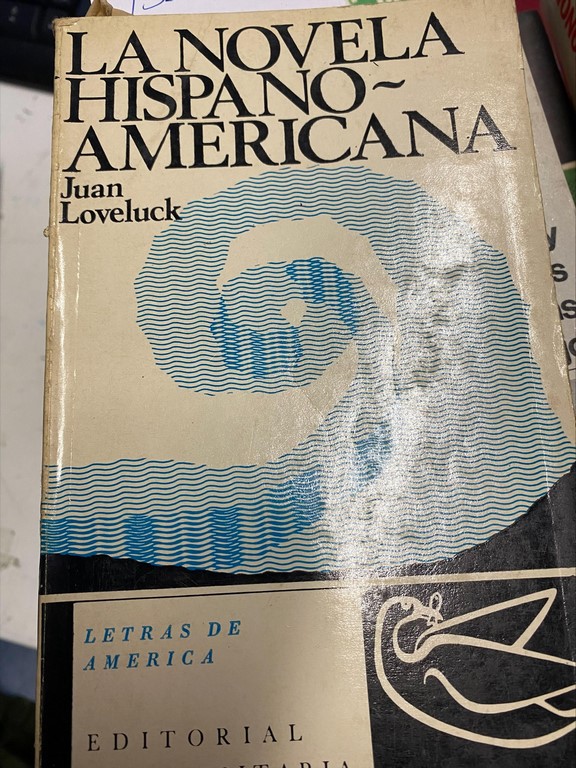 LA NOVELA
HISPANO~
AMERICANA
Juan
Loveluck
LETRAS DE
AMERICA
EDITORIAL